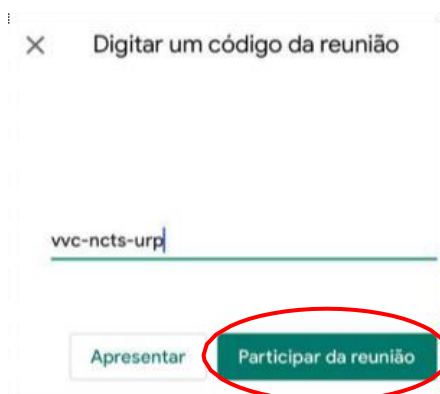 Digitar um código da reunião
vvc-ncts-urp
Apresentar
Participar da reunião